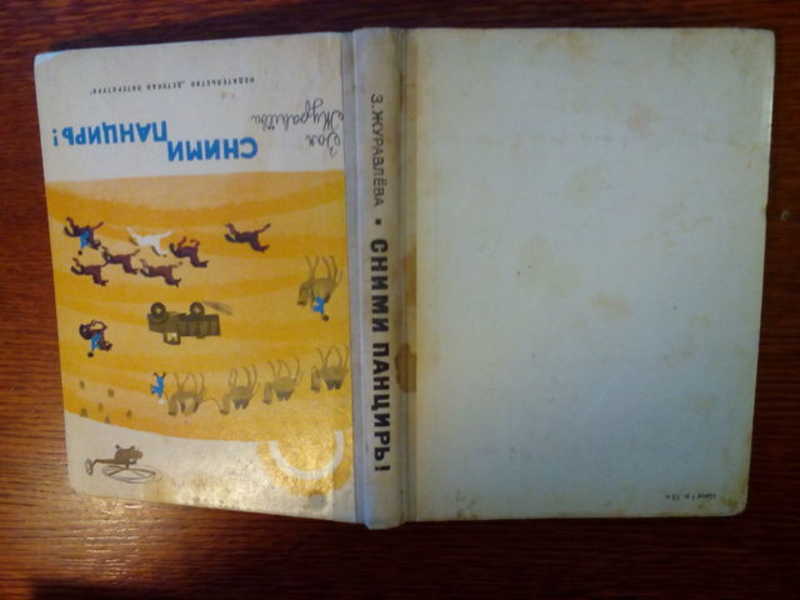 Зоя
Журавлёва
СНИМИ
ПАНЦИРЬ!
ИЗДАТЕЛЬСТВО „ДЕТСКАЯ ЛИТЕРАТУРА"
З. ЖУРАВЛЁВА • СНИМИ ПАНЦИРЬ!